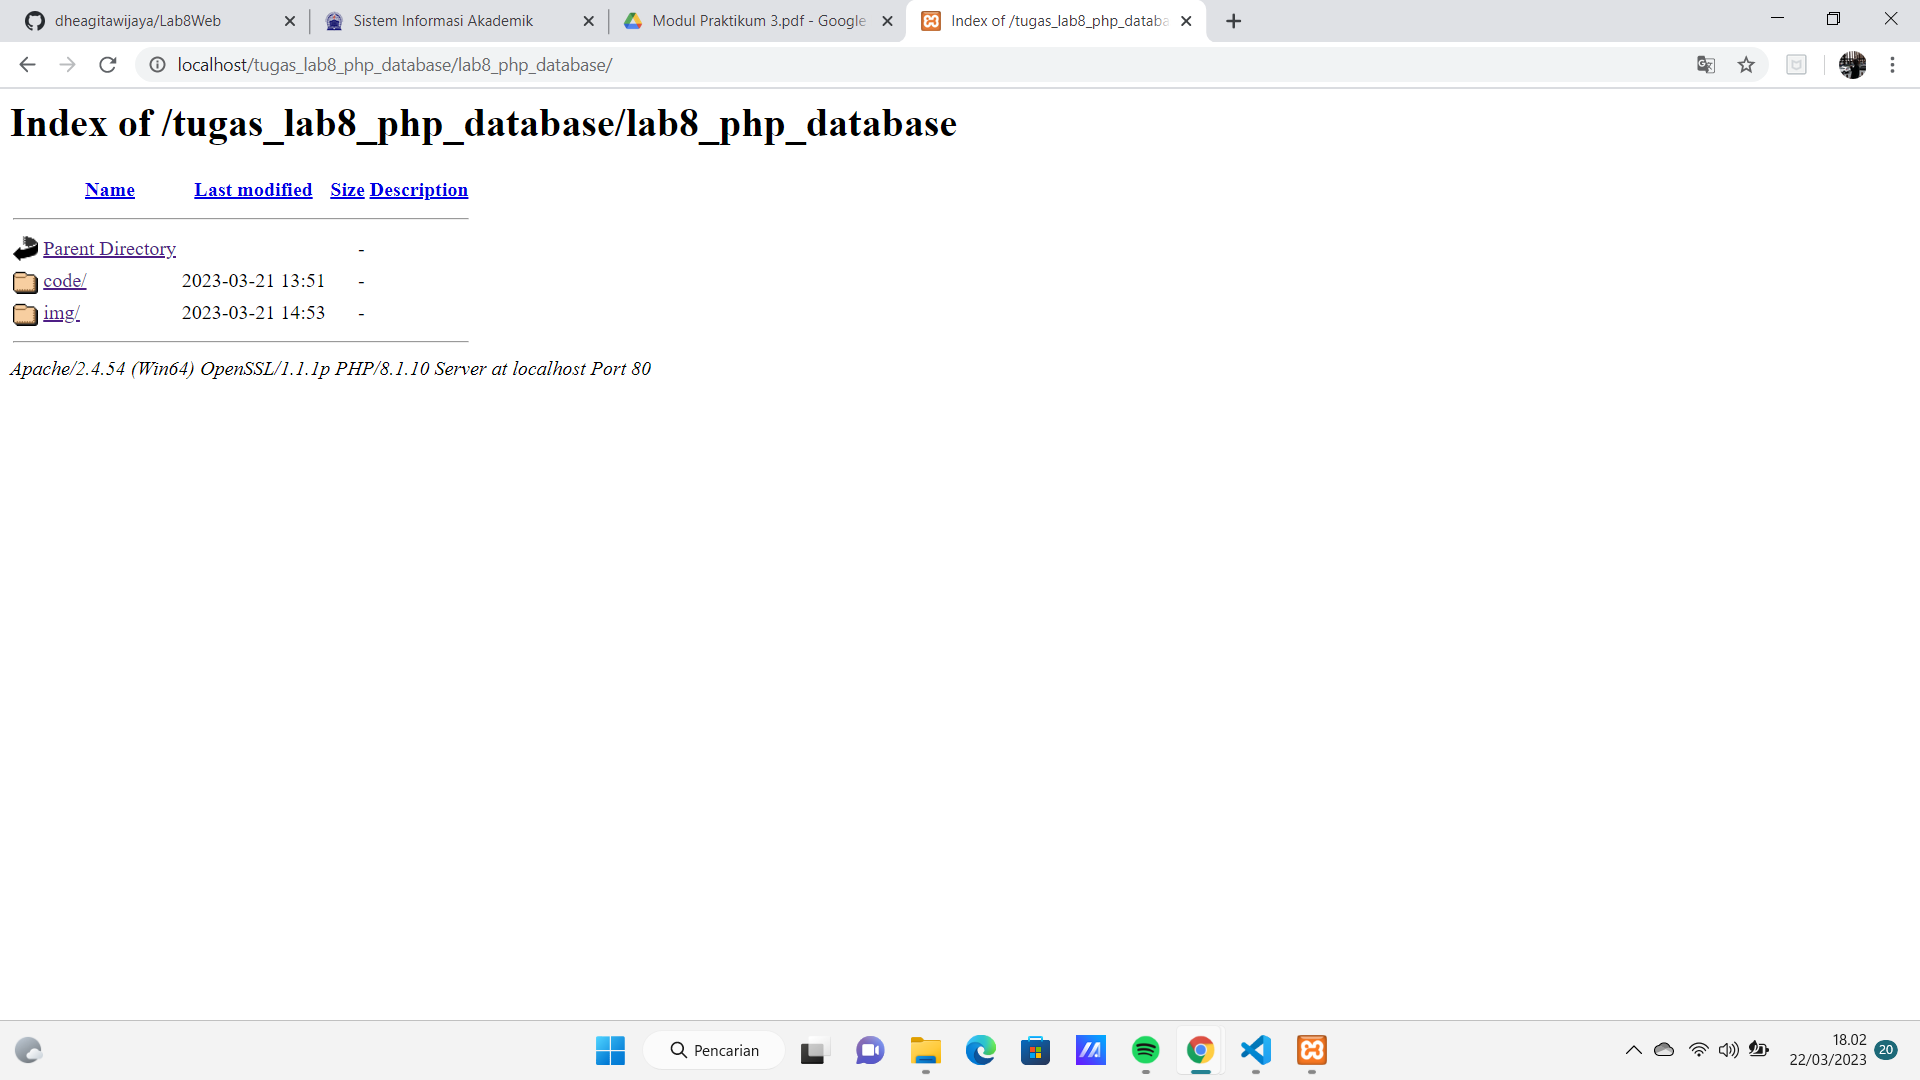 dheagitawijaya/Lab8Web
Sistem Informasi Akademik
Modul Praktikum 3.pdf - Google
Index of /tugas_lab8_php_databa
localhost/tugas_lab8_php_database/lab8_php_database/
Index of /tugas_lab8_php_database/lab8_php_database
Name Last modified Size Description
Parent Directory -
code/ 2023-03-21 13:51 -
img/ 2023-03-21 14:53 -
Apache/2.4.54 (Win64) OpenSSL/1.1.1p PHP/8.1.10 Server at localhost Port 80
Pencarian
18.02
22/03/2023
20